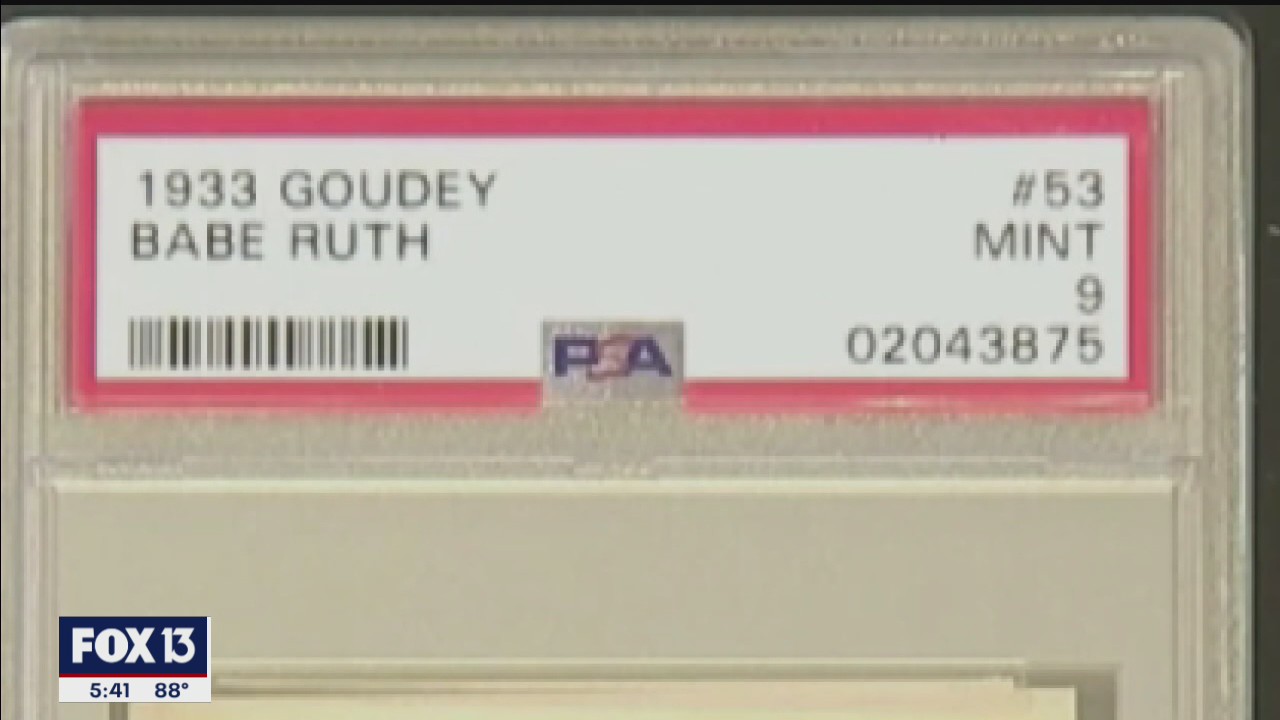 1933 GOUDEY #53
BABE RUTH MINT
9
PSA 02043875
FOX 13
5:41 88°